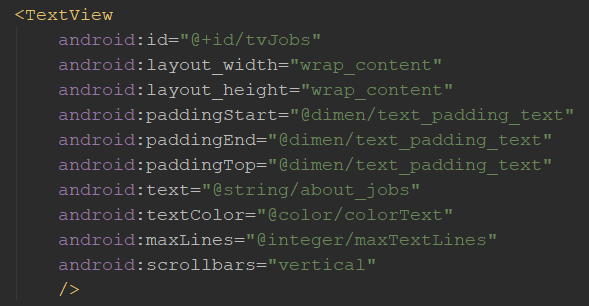 <TextView
android:id="@+id/tvJobs"
android:layout_width="wrap_content"
android:layout_height="wrap_content"
android:paddingStart="@dimen/text_padding_text"
android:paddingEnd="@dimen/text_padding_text"
android:paddingTop="@dimen/text_padding_text"
android:text="@string/about_jobs"
android:textColor="@color/colorText"
android:maxLines="@integer/maxTextLines"
android:scrollbars="vertical"
/>